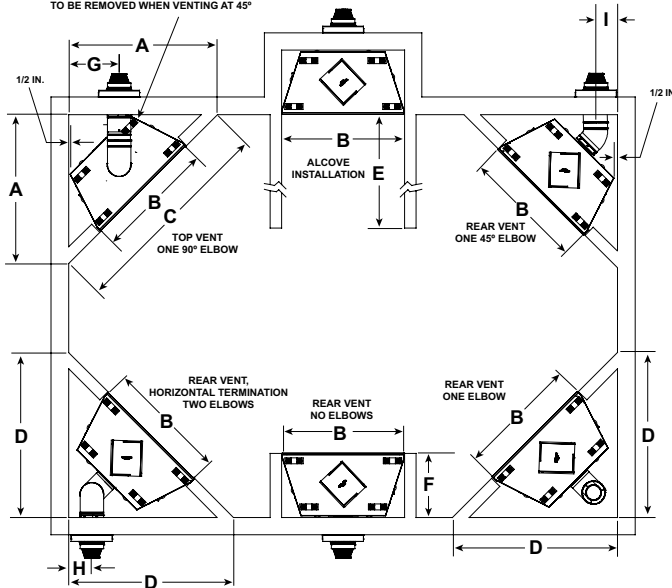 TO BE REMOVED WHEN VENTING AT 45º
A
I
G
1/2 IN.
1/2 IN
B
ALCOVE
INSTALLATION
E
A
B
C
TOP VENT
ONE 90º ELBOW
B
REAR VENT
ONE 45º ELBOW
REAR VENT,
HORIZONTAL TERMINATION
TWO ELBOWS
REAR VENT
NO ELBOWS
REAR VENT
ONE ELBOW
B
B
B
D
F
D
H
D
D